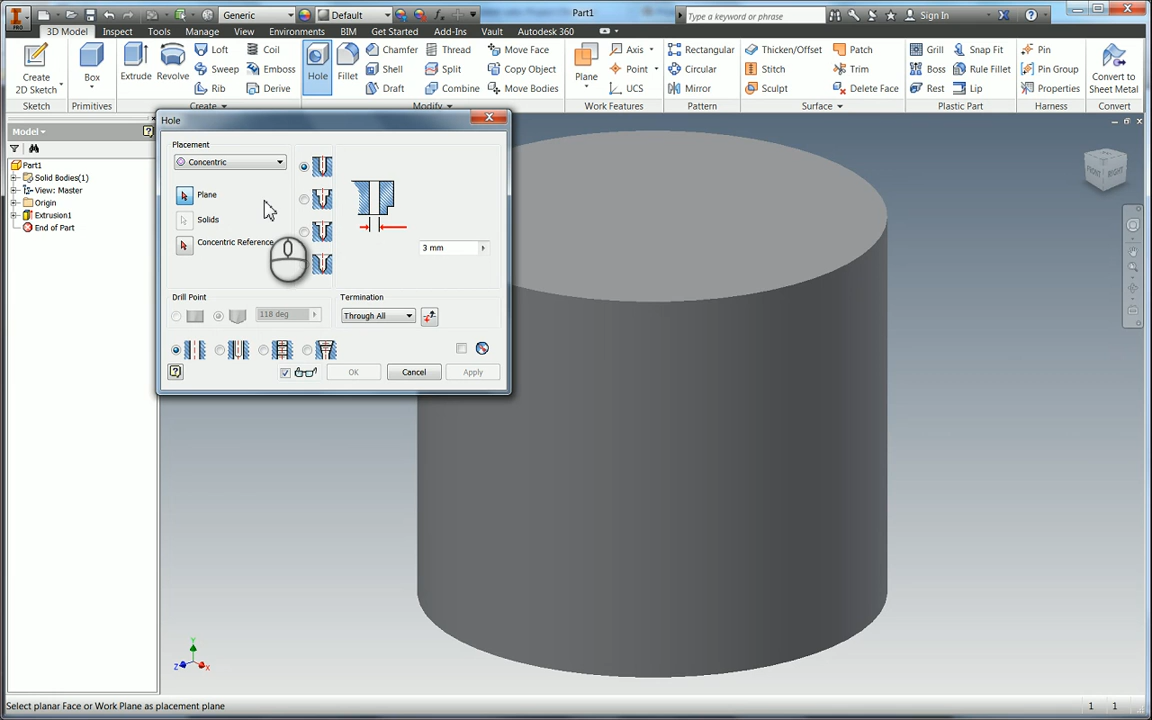 PRO
Generic
Default
Part1
Type a keyword or phrase
Sign In
3D Model
Inspect
Tools
Manage
View
Environments
BIM
Get Started
Add-Ins
Vault
Autodesk 360
Create
2D Sketch
Box
Extrude
Revolve
Loft
Sweep
Rib
Coil
Emboss
Derive
Hole
Fillet
Chamfer
Shell
Draft
Thread
Split
Combine
Move Face
Copy Object
Move Bodies
Plane
Axis
Point
UCS
Rectangular
Circular
Mirror
Thicken/Offset
Stitch
Sculpt
Patch
Trim
Delete Face
Grill
Boss
Rest
Snap Fit
Rule Fillet
Lip
Pin
Pin Group
Properties
Convert to
Sheet Metal
Sketch
Primitives
Create
Modify
Work Features
Pattern
Surface
Plastic Part
Harness
Convert
Model
Part1
Solid Bodies(1)
View: Master
Origin
Extrusion1
End of Part
Hole
Placement
Concentric
Plane
Solids
Concentric Reference
3 mm
Drill Point
118 deg
Termination
Through All
OK
Cancel
Apply
FRONT
RIGHT
Y
Z
X
Select planar Face or Work Plane as placement plane
1
1